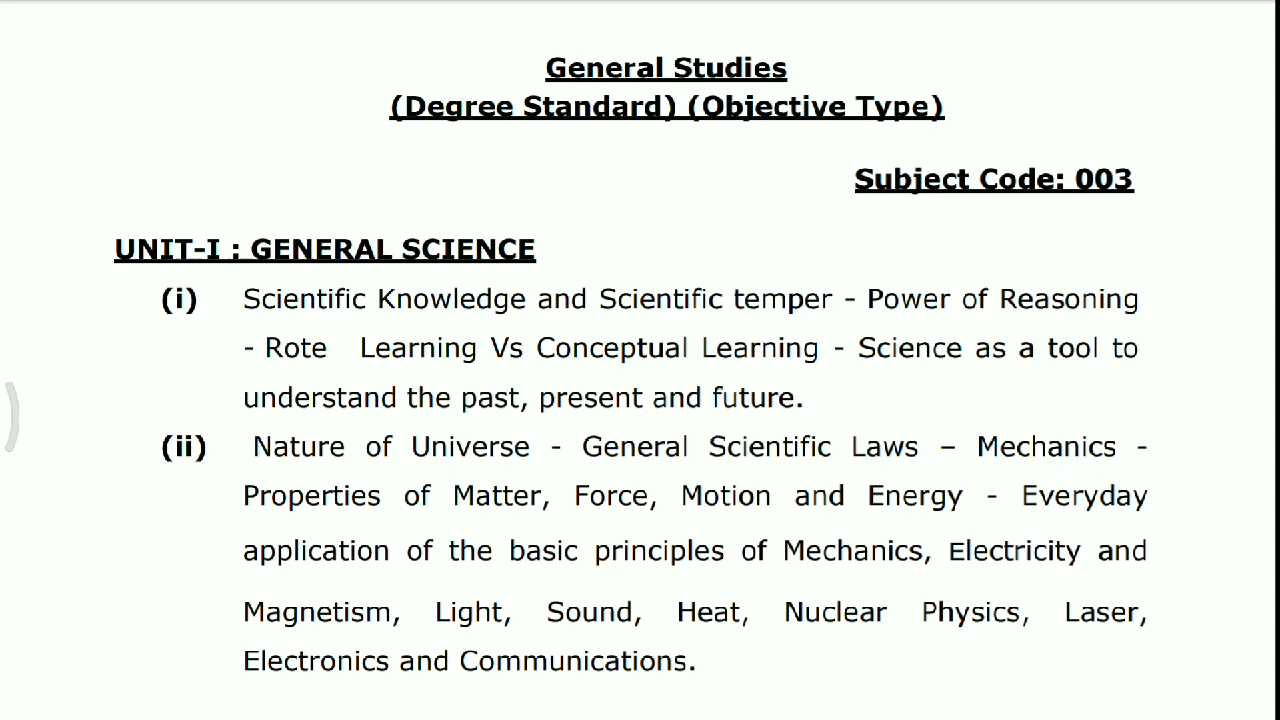 General Studies
(Degree Standard) (Objective Type)
Subject Code: 003
UNIT-I : GENERAL SCIENCE
(i) Scientific Knowledge and Scientific temper - Power of Reasoning
- Rote Learning Vs Conceptual Learning - Science as a tool to
understand the past, present and future.
(ii) Nature of Universe - General Scientific Laws – Mechanics -
Properties of Matter, Force, Motion and Energy - Everyday
application of the basic principles of Mechanics, Electricity and
Magnetism, Light, Sound, Heat, Nuclear Physics, Laser,
Electronics and Communications.